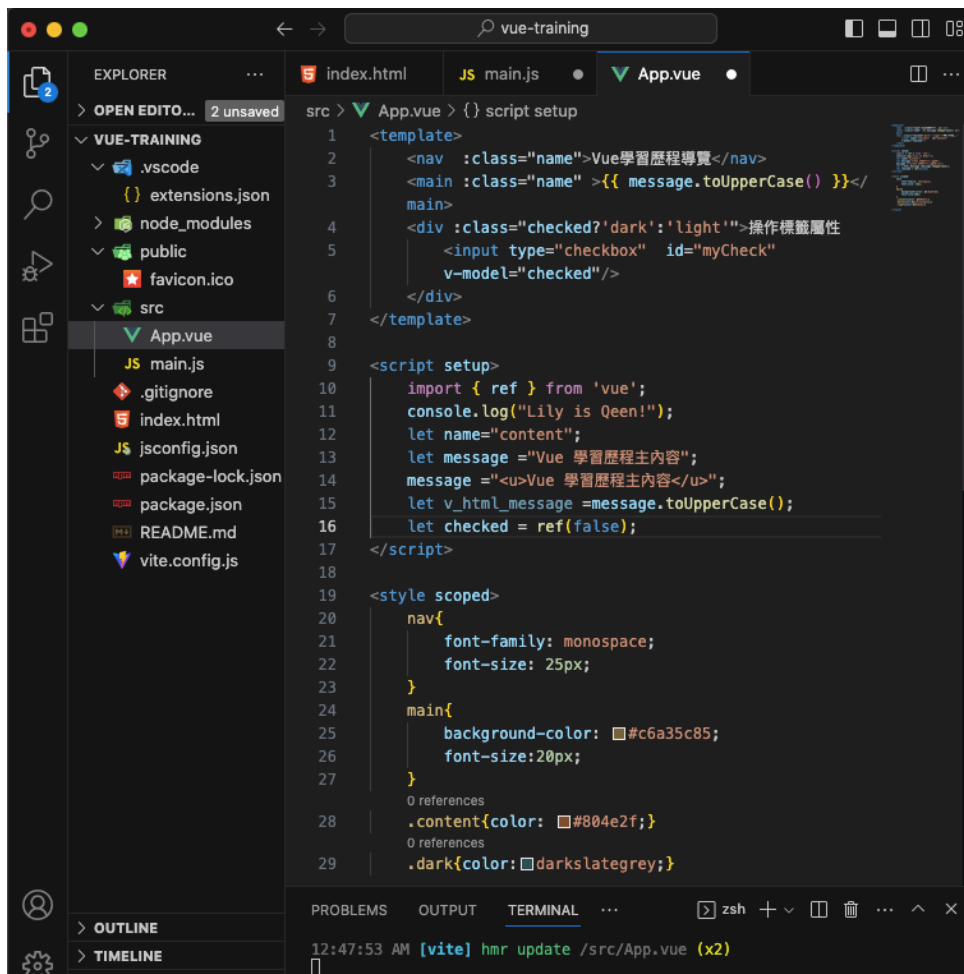 vue-training
EXPLORER ...
index.html
JS main.js
App.vue
...
OPEN EDITO... 2 unsaved
VUE-TRAINING
.vscode
{} extensions.json
node_modules
public
favicon.ico
src
App.vue
JS main.js
.gitignore
index.html
JS jsconfig.json
package-lock.json
package.json
README.md
vite.config.js
OUTLINE
TIMELINE
2
src > App.vue > {} script setup
1 <template>
2 <nav :class="name">Vue學習歷程導覽</nav>
3 <main :class="name" >{{ message.toUpperCase() }}</
main>
4 <div :class="checked?'dark':'light'">操作標籤屬性
5 <input type="checkbox" id="myCheck"
v-model="checked"/>
6 </div>
7 </template>
8
9 <script setup>
10 import { ref } from 'vue';
11 console.log("Lily is Qeen!");
12 let name="content";
13 let message ="Vue 學習歷程主內容";
14 message ="<u>Vue 學習歷程主內容</u>";
15 let v_html_message =message.toUpperCase();
16 let checked = ref(false);
17 </script>
18
19 <style scoped>
20 nav{
21 font-family: monospace;
22 font-size: 25px;
23 }
24 main{
25 background-color: #c6a35c85;
26 font-size:20px;
27 }
0 references
28 .content{color: #804e2f;}
0 references
29 .dark{color:darkslategrey;}
PROBLEMS OUTPUT TERMINAL ... zsh ...
12:47:53 AM [vite] hmr update /src/App.vue (x2)